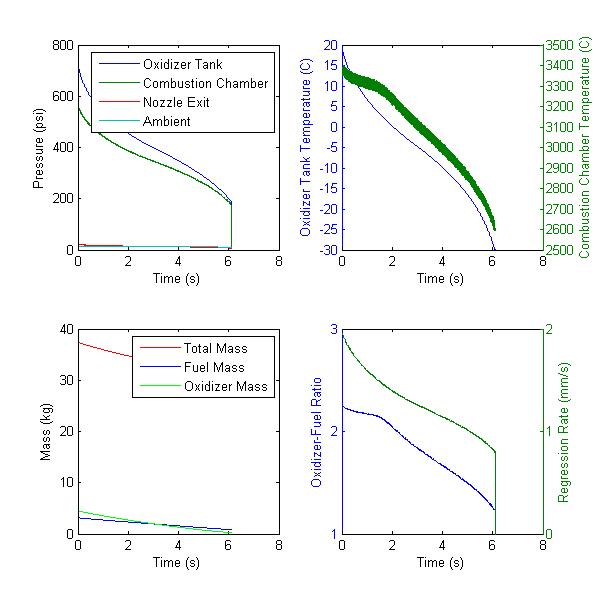 800
600
400
200
0
Pressure (psi)
Oxidizer Tank
Combustion Chamber
Nozzle Exit
Ambient
0 2 4 6 8
Time (s)
20
15
10
5
0
-5
-10
-15
-20
-25
-30
Oxidizer Tank Temperature (C)
3500
3400
3300
3200
3100
3000
2900
2800
2700
2600
2500
Combustion Chamber Temperature (C)
0 2 4 6 8
Time (s)
40
30
20
10
0
Mass (kg)
Total Mass
Fuel Mass
Oxidizer Mass
0 2 4 6 8
Time (s)
3
2
1
Oxidizer-Fuel Ratio
2
1
0
Regression Rate (mm/s)
0 2 4 6 8
Time (s)